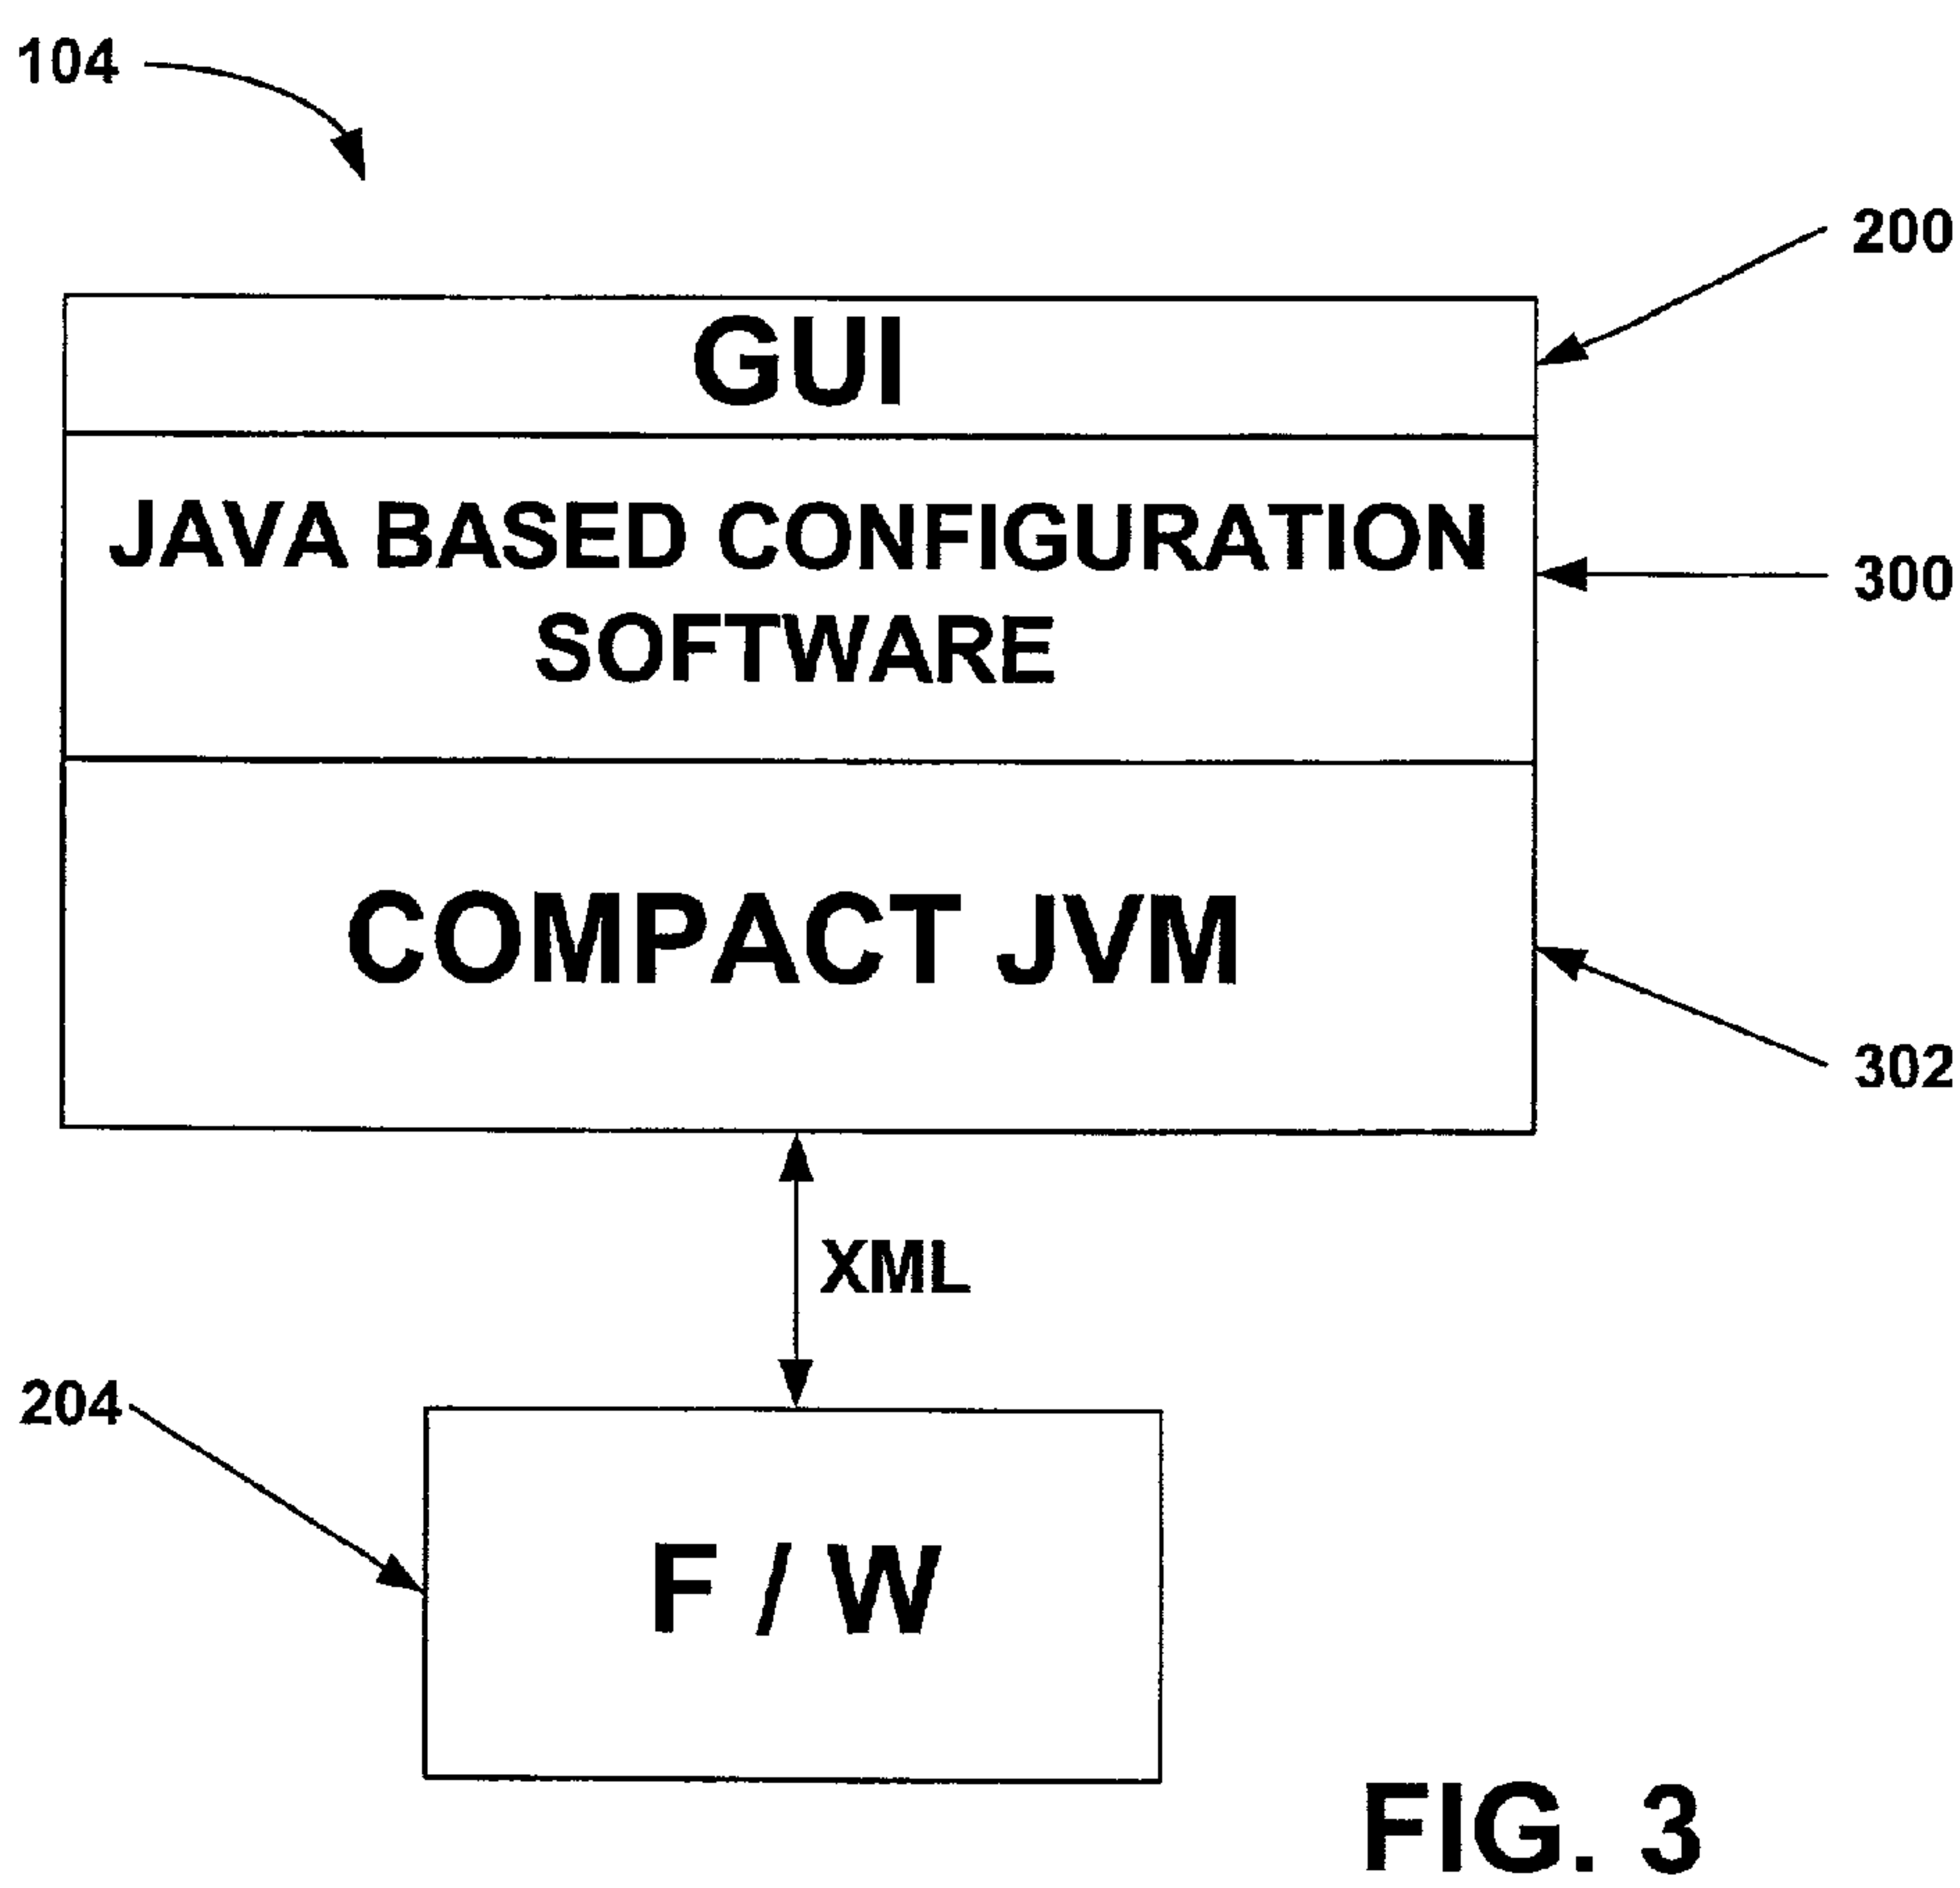 104
200
GUI
JAVA BASED CONFIGURATION
SOFTWARE
300
COMPACT JVM
302
XML
204
F / W
FIG. 3